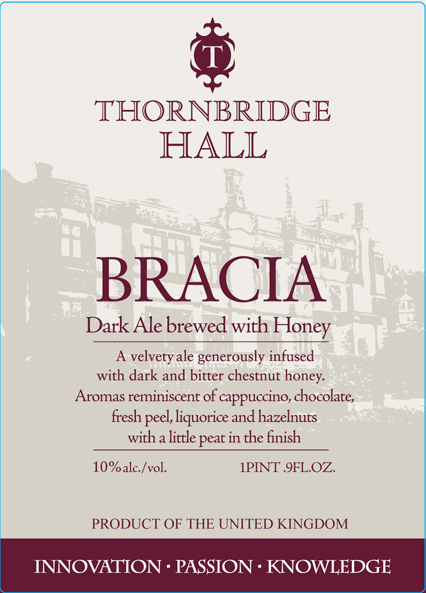 T
THORNBRIDGE
HALL
BRACIA
Dark Ale brewed with Honey
A velvety ale generously infused
with dark and bitter chestnut honey.
Aromas reminiscent of cappuccino, chocolate,
fresh peel, liquorice and hazelnuts
with a little peat in the finish
10% alc./vol. 1PINT .9FL.OZ.
PRODUCT OF THE UNITED KINGDOM
INNOVATION · PASSION · KNOWLEDGE